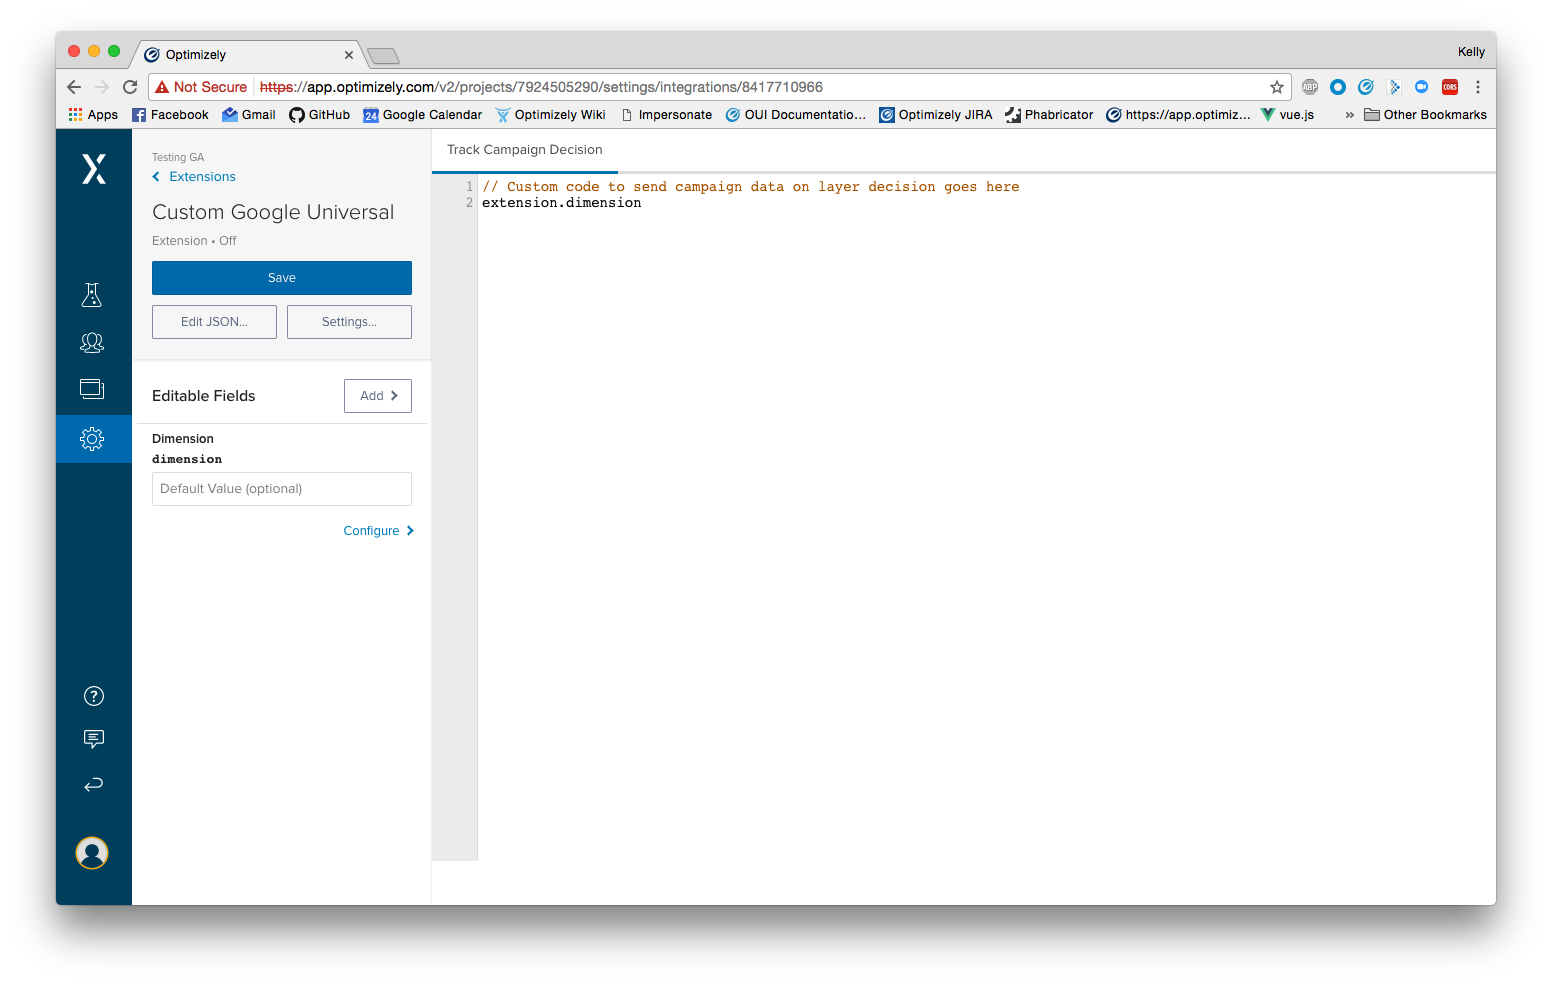 Optimizely
Kelly
Not Secure https://app.optimizely.com/v2/projects/7924505290/settings/integrations/8417710966
ABP
CORS
Apps Facebook Gmail GitHub 24 Google Calendar Optimizely Wiki Impersonate OUI Documentatio... Optimizely JIRA Phabricator https://app.optimiz... vue.js » Other Bookmarks
Testing GA
Extensions
Custom Google Universal
Extension • Off
Save
Edit JSON...
Settings...
Editable Fields
Add
Dimension
dimension
Default Value (optional)
Configure
Track Campaign Decision
1 // Custom code to send campaign data on layer decision goes here
2 extension.dimension